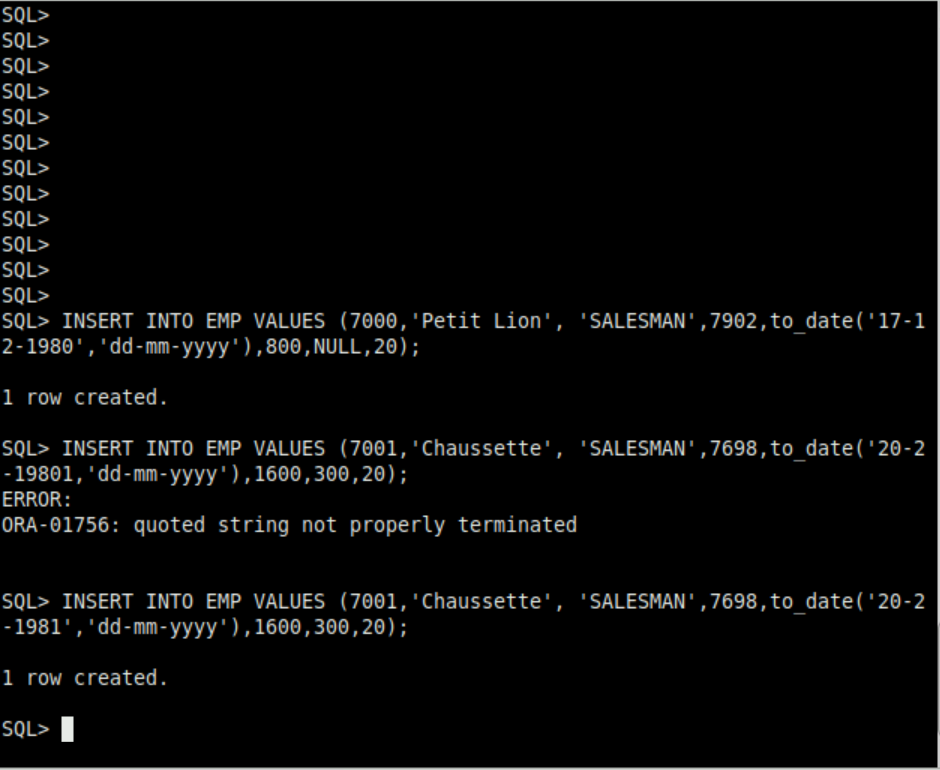 SQL>
SQL>
SQL>
SQL>
SQL>
SQL>
SQL>
SQL>
SQL>
SQL>
SQL>
SQL>
SQL> INSERT INTO EMP VALUES (7000,'Petit Lion', 'SALESMAN',7902,to_date('17-1
2-1980','dd-mm-yyyy'),800,NULL,20);
1 row created.
SQL> INSERT INTO EMP VALUES (7001,'Chaussette', 'SALESMAN',7698,to_date('20-2
-19801,'dd-mm-yyyy'),1600,300,20);
ERROR:
ORA-01756: quoted string not properly terminated
SQL> INSERT INTO EMP VALUES (7001,'Chaussette', 'SALESMAN',7698,to_date('20-2
-1981','dd-mm-yyyy'),1600,300,20);
1 row created.
SQL>